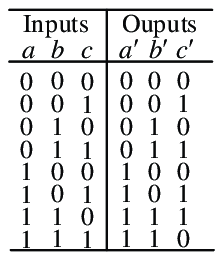 Inputs Ouputs
a b c a′ b′ c′
0 0 0 0 0 0
0 0 1 0 0 1
0 1 0 0 1 0
0 1 1 0 1 1
1 0 0 1 0 0
1 0 1 1 0 1
1 1 0 1 1 1
1 1 1 1 1 0